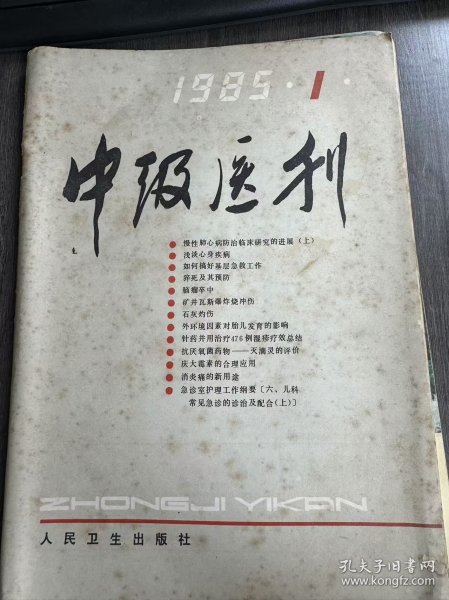 1985·1·
中级医刊
慢性肺心病防治临床研究的进展（上）
浅谈心身疾病
如何搞好基层急救工作
猝死及其预防
脑瘤卒中
矿井瓦斯爆炸烧冲伤
石灰灼伤
外环境因素对胎儿发育的影响
针药并用治疗476例湿疹疗效总结
抗厌氧菌药物——灭滴灵的评价
庆大霉素的合理应用
消炎痛的新用途
急诊室护理工作纲要〔六、儿科
常见急诊的诊治及配合（上）〕
ZHONGJI YIKAN
人民卫生出版社
孔夫子旧书网
www.kongfz.com